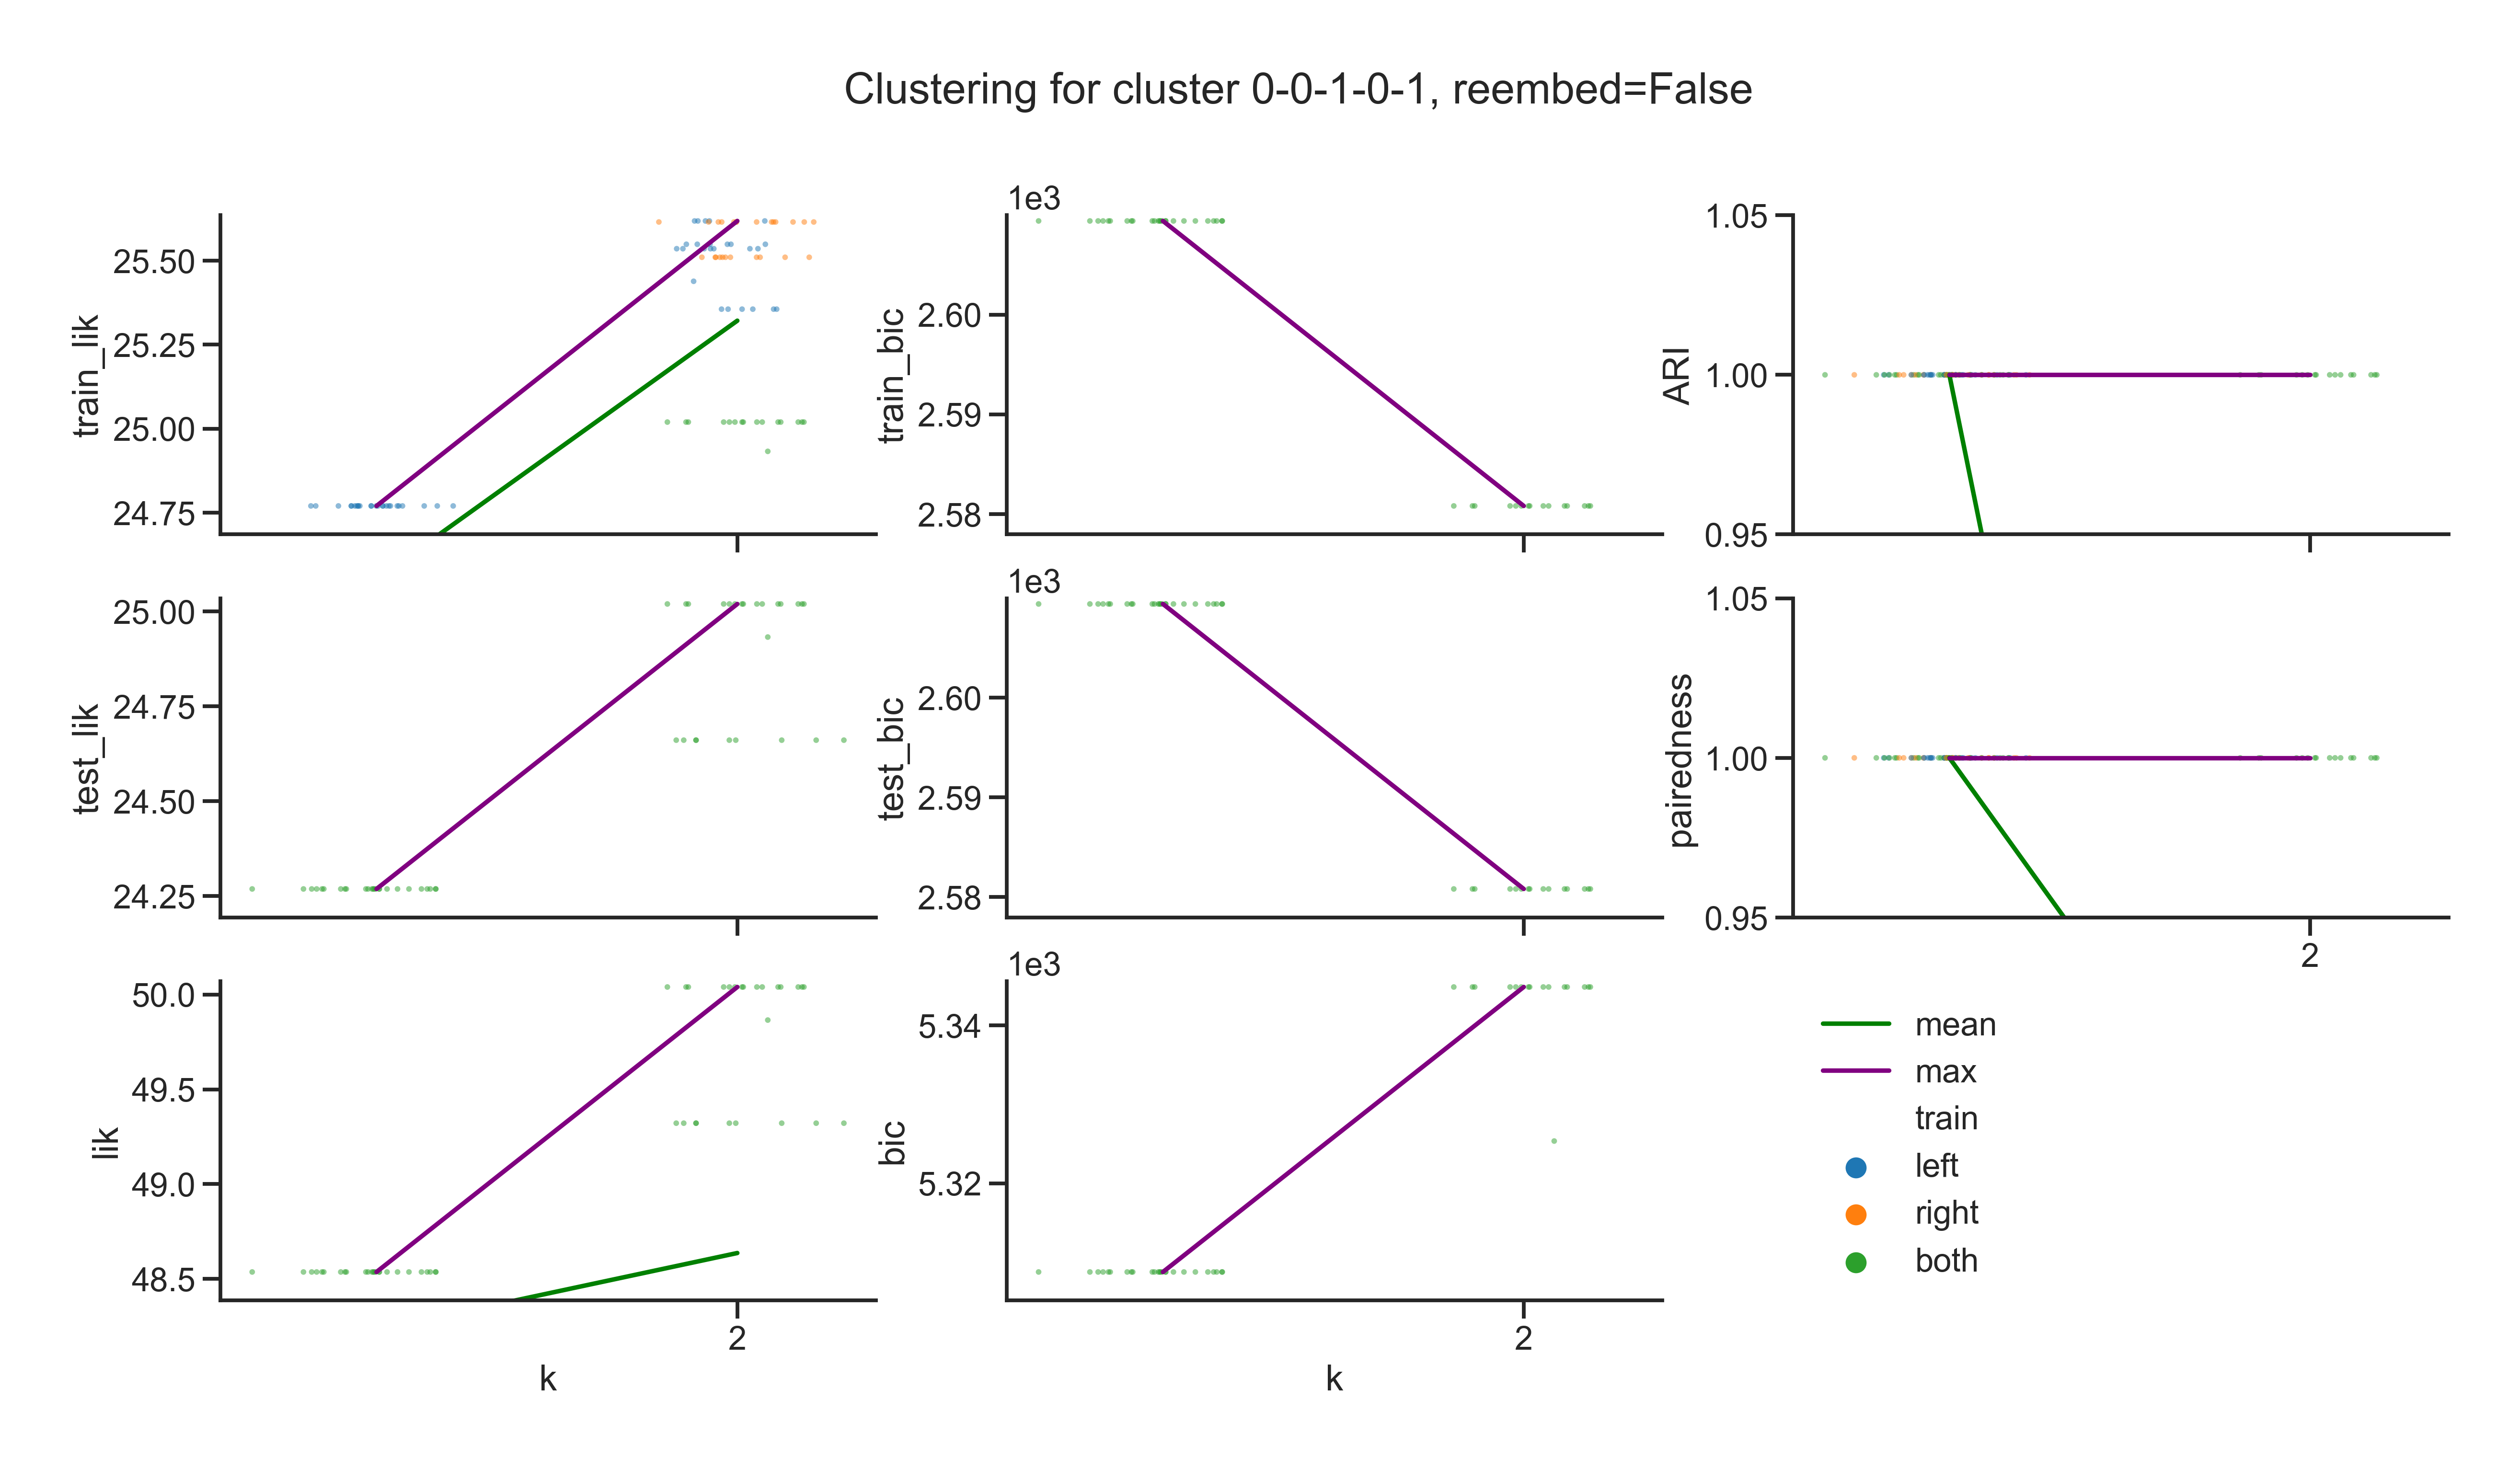 Clustering for cluster 0-0-1-0-1, reembed=False
train_lik
25.50
25.25
25.00
24.75
1e3
train_bic
2.60
2.59
2.58
ARI
1.05
1.00
0.95
test_lik
25.00
24.75
24.50
24.25
1e3
test_bic
2.60
2.59
2.58
pairedness
1.05
1.00
0.95
2
lik
50.0
49.5
49.0
48.5
2
k
1e3
bic
5.34
5.32
2
k
mean
max
train
left
right
both